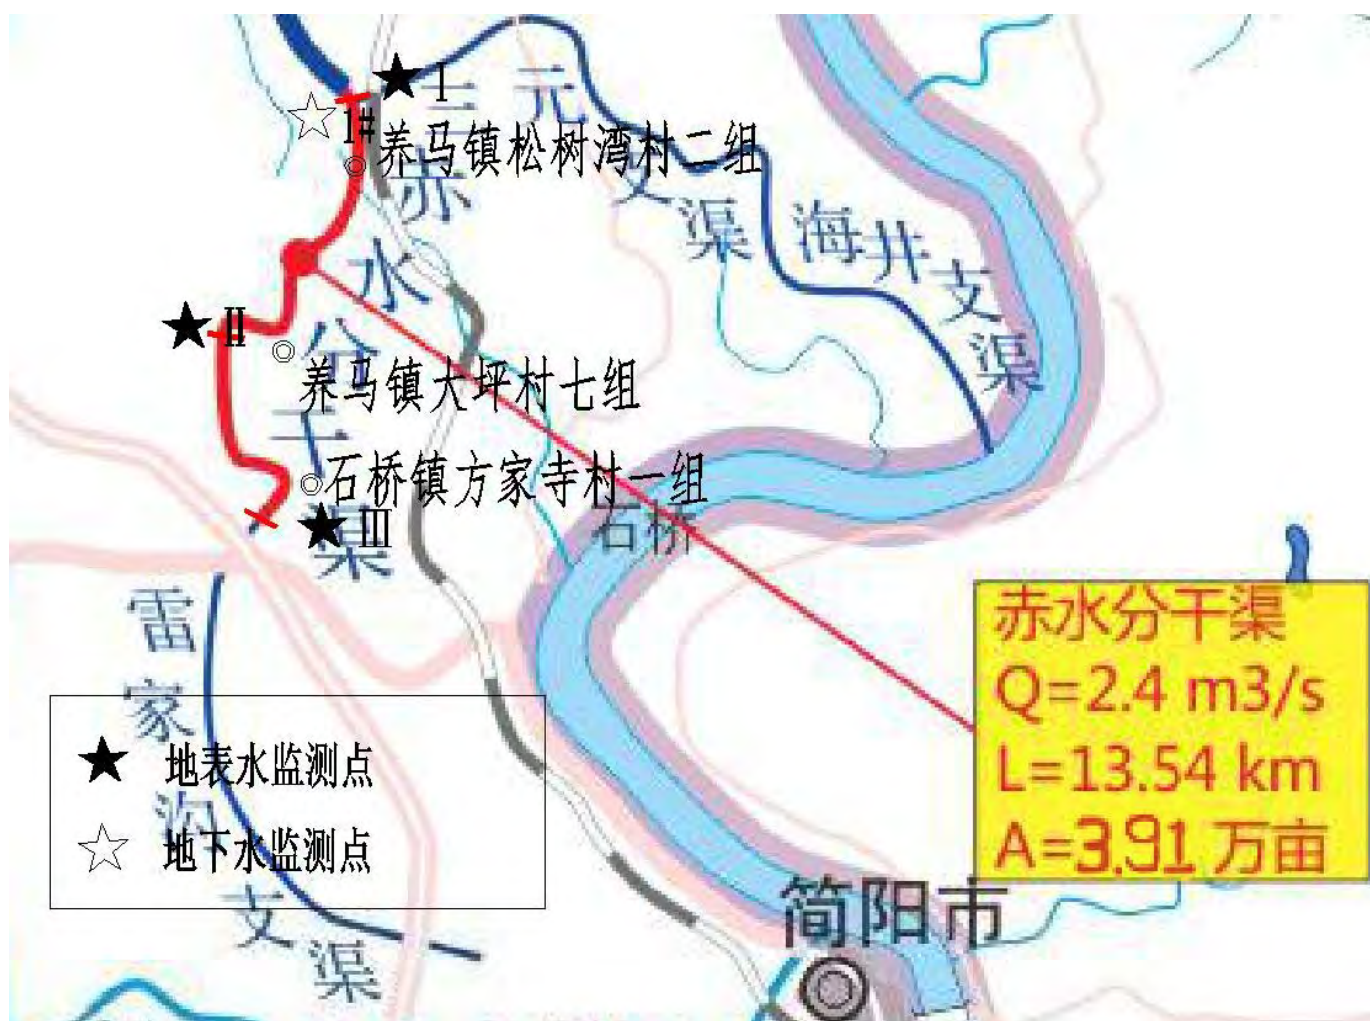 I
1#
三元支渠
养马镇松树湾村二组
海井支渠
赤水分干渠
II
养马镇大坪村七组
石桥镇方家寺村一组
石桥
III
雷家沟支渠
赤水分干渠
Q=2.4 m3/s
L=13.54 km
A=3.91 万亩
地表水监测点
地下水监测点
简阳市